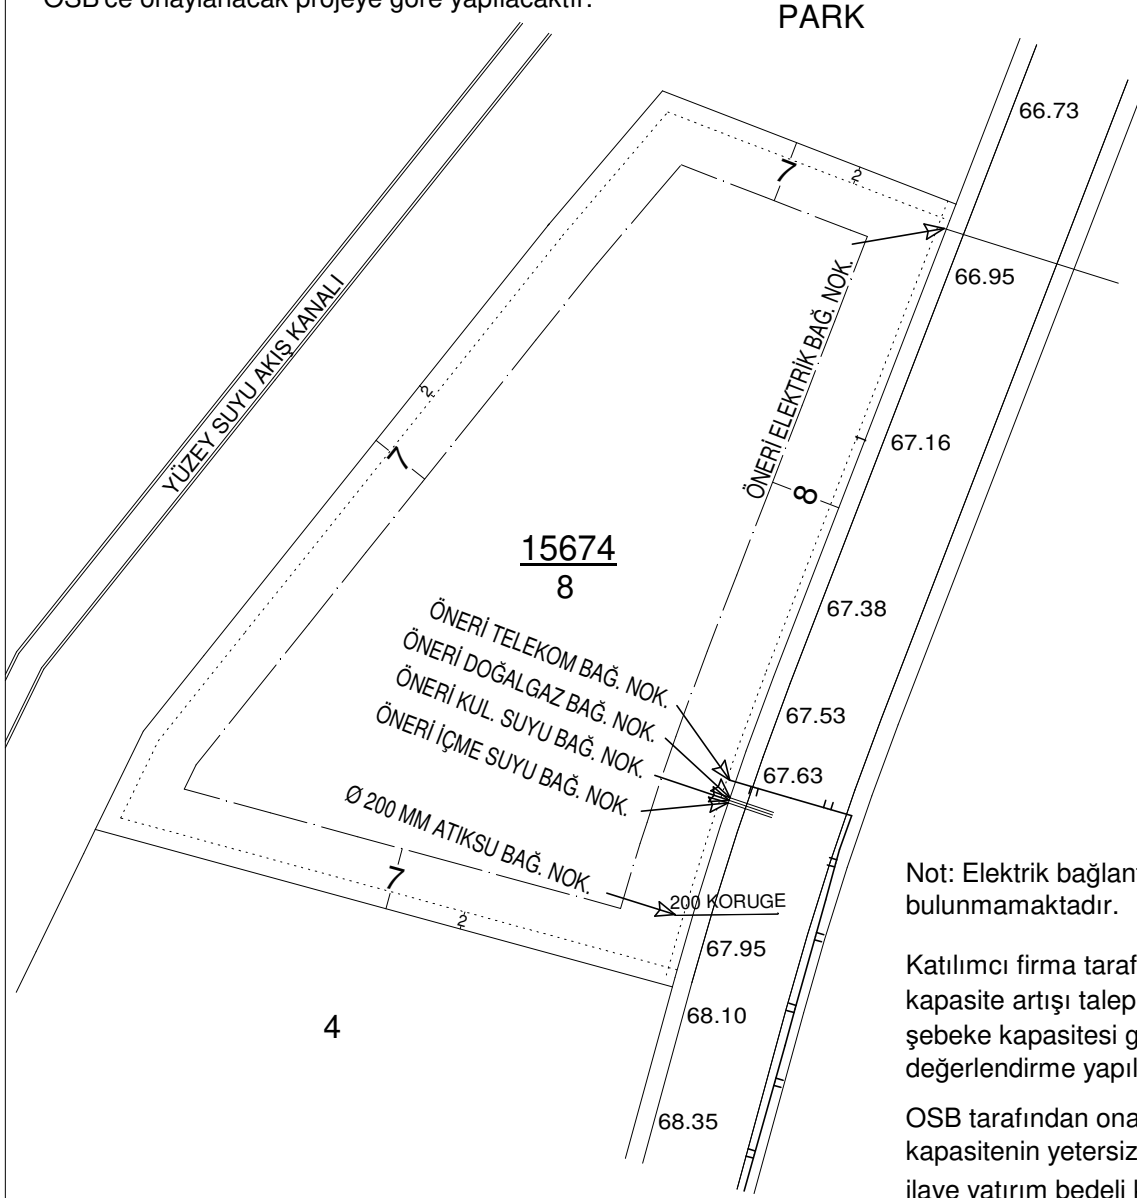 OSB'ce onaylanacak projeye göre yapılacaktır.
PARK
66.73
7
2
66.95
YÜZEY SUYU AKIŞ KANALI
ÖNERİ ELEKTRİK BAĞ. NOK.
2
7
1
67.16
8
15674
8
67.38
ÖNERİ TELEKOM BAĞ. NOK.
ÖNERİ DOĞALGAZ BAĞ. NOK.
ÖNERİ KUL. SUYU BAĞ. NOK.
ÖNERİ İÇME SUYU BAĞ. NOK.
67.53
67.63
Ø 200 MM ATIKSU BAĞ. NOK.
200 KORUGE
7
2
67.95
68.10
4
68.35
Not: Elektrik bağlant
bulunmamaktadır.
Katılımcı firma taraf
kapasite artışı talep
şebeke kapasitesi g
değerlendirme yapıl
OSB tarafından ona
kapasitenin yetersiz
ilave yatırım bedeli